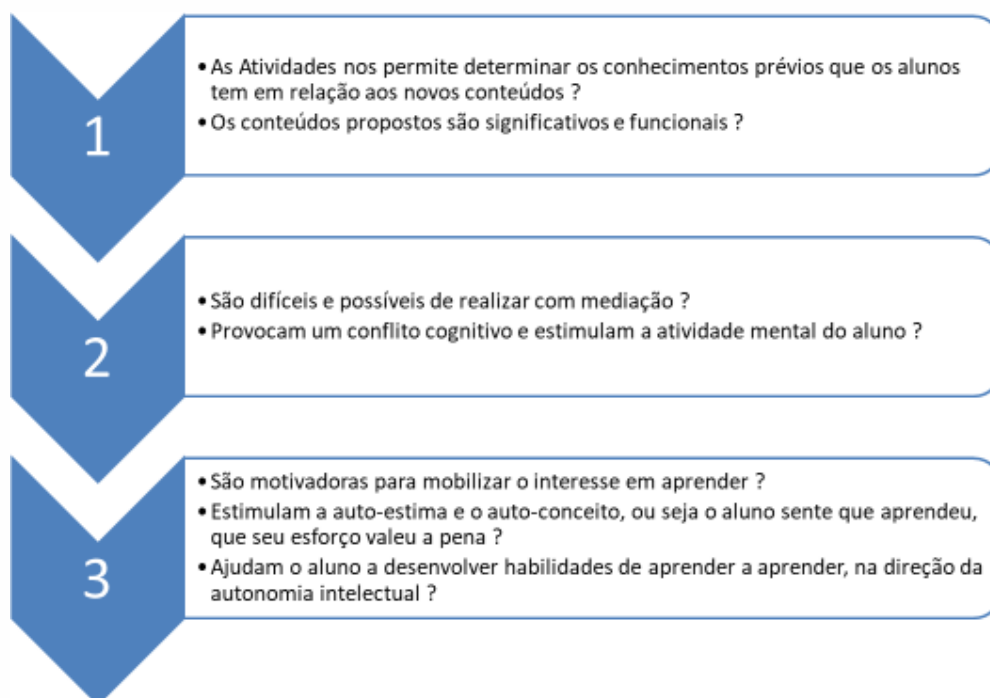 1
• As Atividades nos permite determinar os conhecimentos prévios que os alunos
tem em relação aos novos conteúdos ?
• Os conteúdos propostos são significativos e funcionais ?
2
• São difíceis e possíveis de realizar com mediação ?
• Provocam um conflito cognitivo e estimulam a atividade mental do aluno ?
3
• São motivadoras para mobilizar o interesse em aprender ?
• Estimulam a auto-estima e o auto-conceito, ou seja o aluno sente que aprendeu,
que seu esforço valeu a pena ?
• Ajudam o aluno a desenvolver habilidades de aprender a aprender, na direção da
autonomia intelectual ?